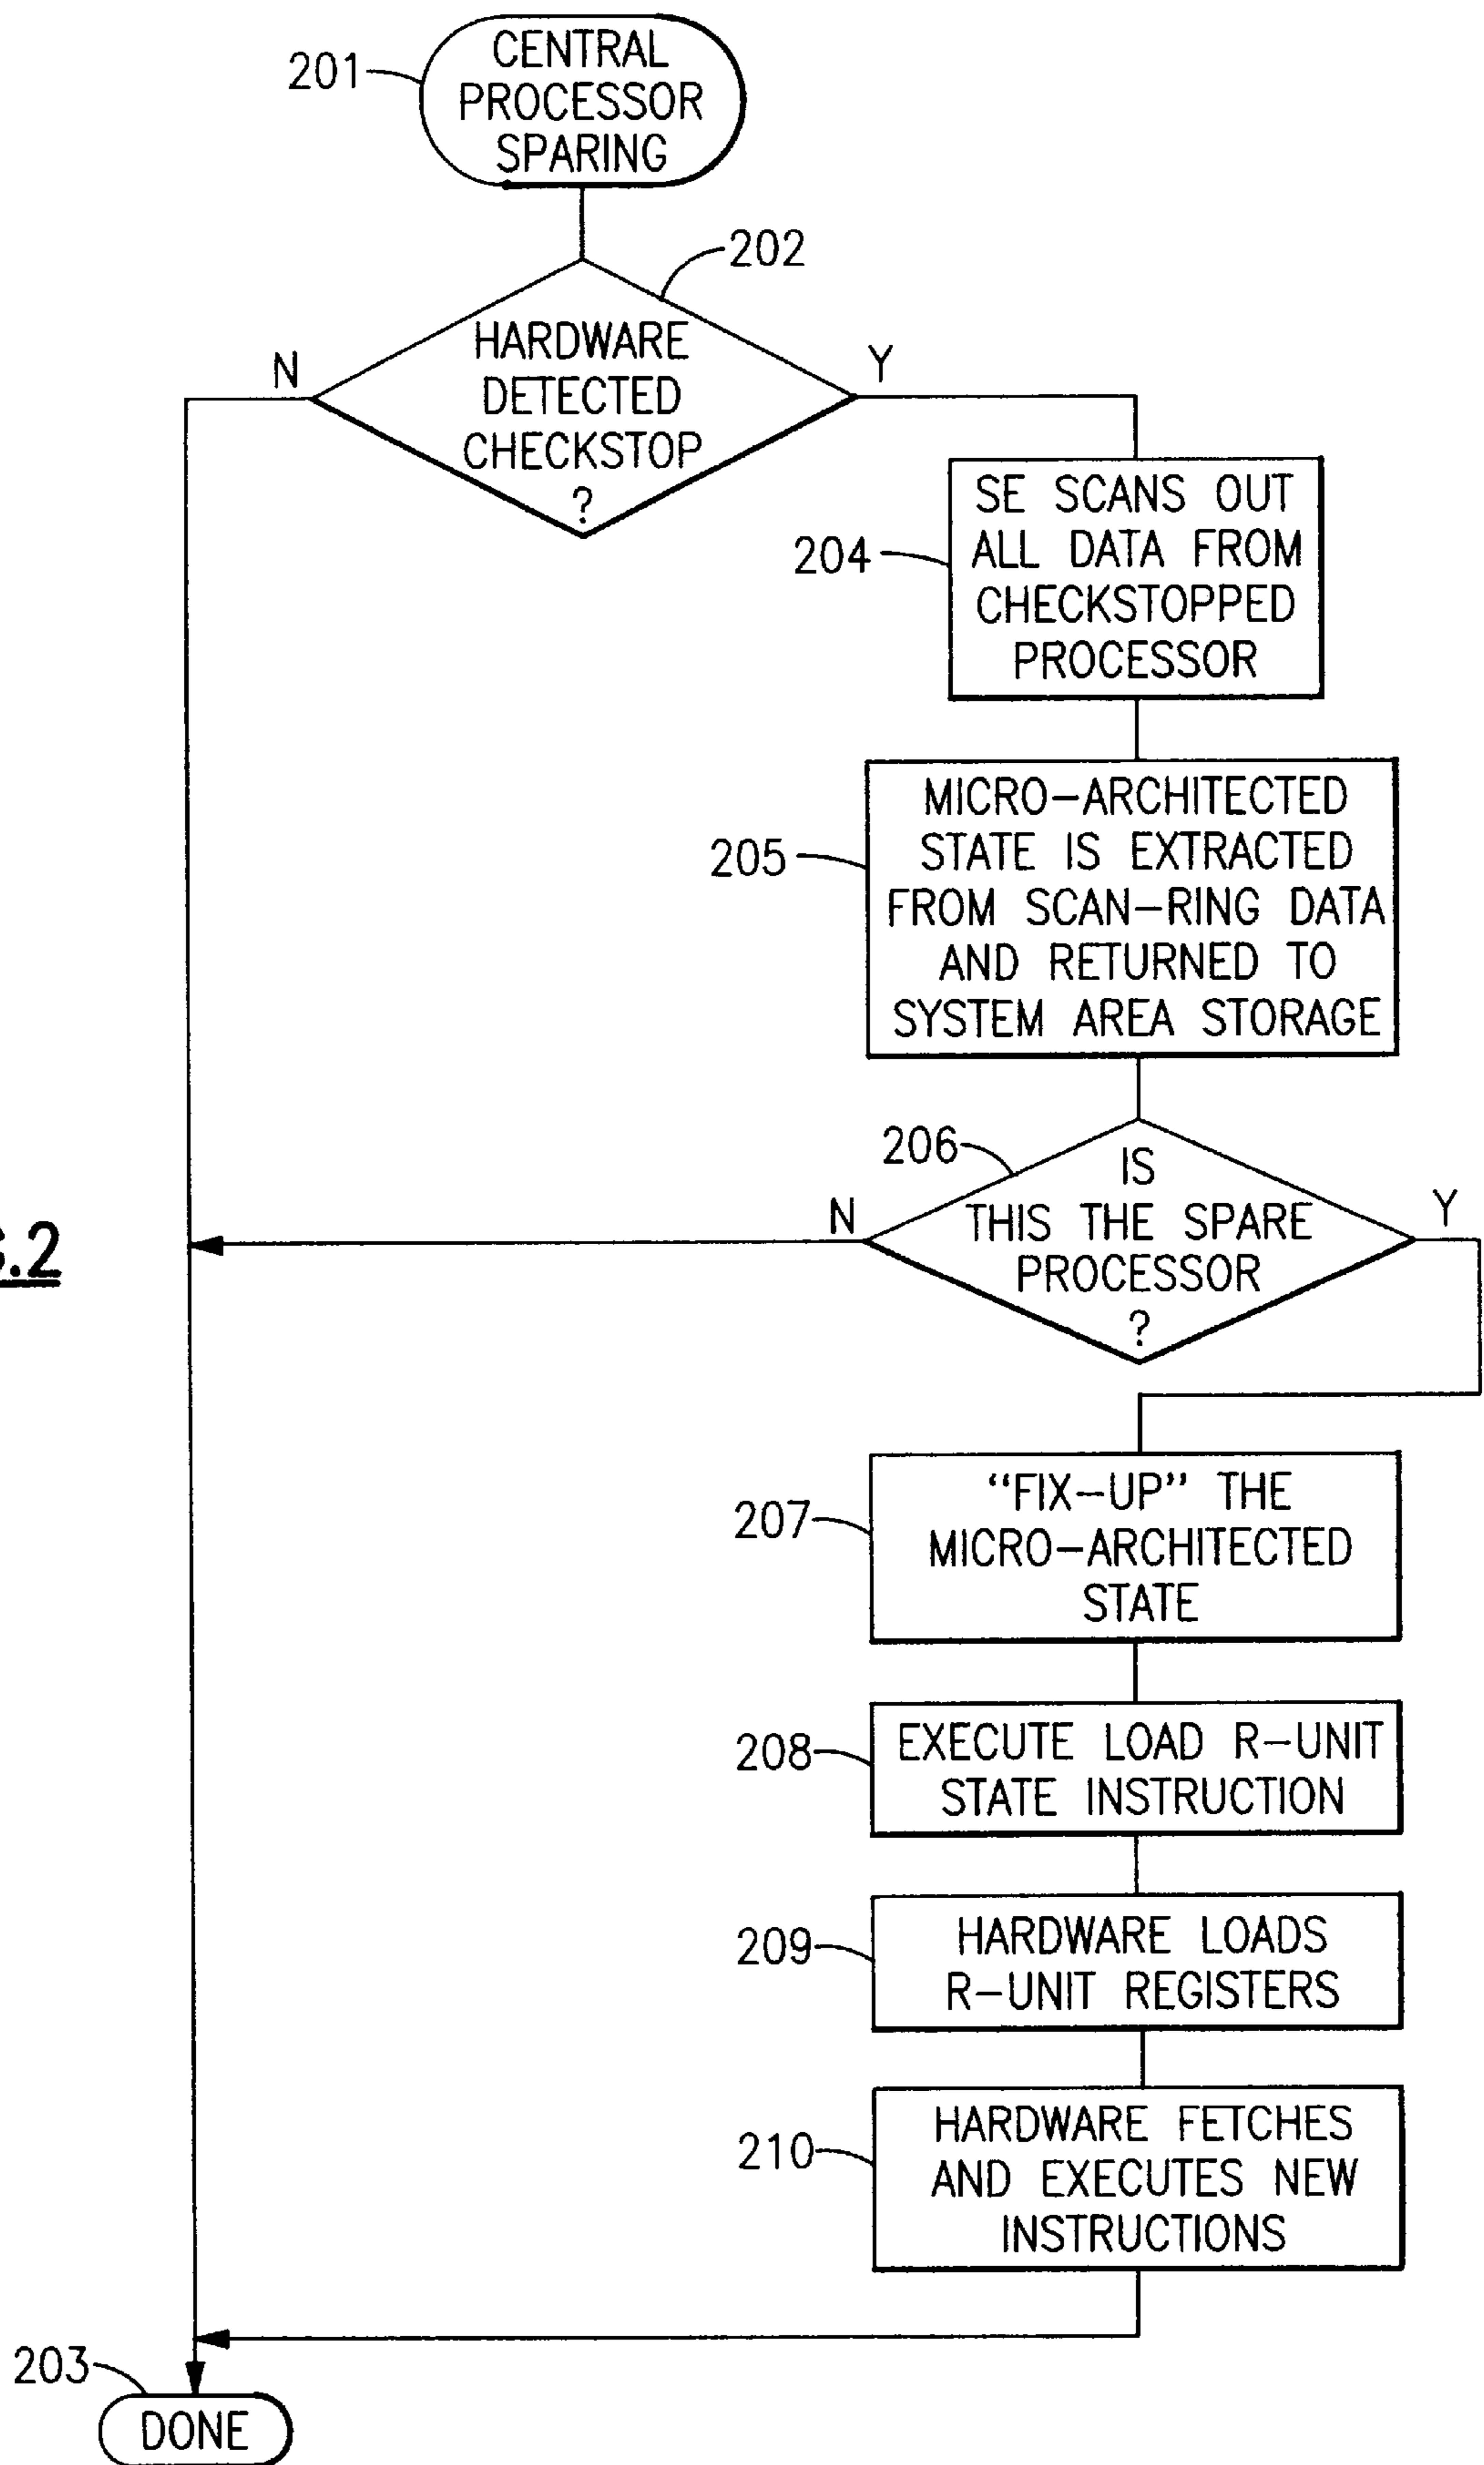 201
CENTRAL
PROCESSOR
SPARING
202
HARDWARE
DETECTED
CHECKSTOP
?
N
Y
204
SE SCANS OUT
ALL DATA FROM
CHECKSTOPPED
PROCESSOR
205
MICRO-ARCHITECTED
STATE IS EXTRACTED
FROM SCAN-RING DATA
AND RETURNED TO
SYSTEM AREA STORAGE
206
IS
THIS THE SPARE
PROCESSOR
?
N
Y
.2
207
“FIX-UP” THE
MICRO-ARCHITECTED
STATE
208
EXECUTE LOAD R-UNIT
STATE INSTRUCTION
209
HARDWARE LOADS
R-UNIT REGISTERS
210
HARDWARE FETCHES
AND EXECUTES NEW
INSTRUCTIONS
203
DONE